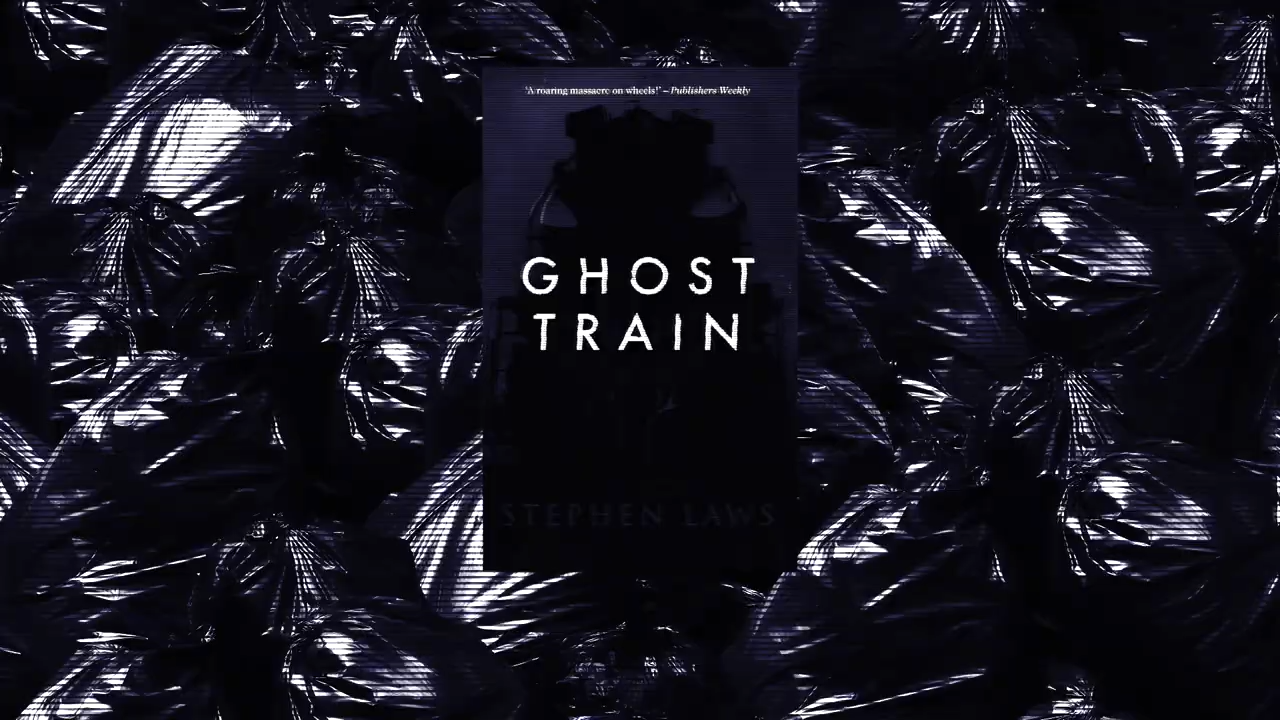 'A roaring massacre on wheels!' – Publishers Weekly
GHOST
TRAIN
STEPHEN LAWS